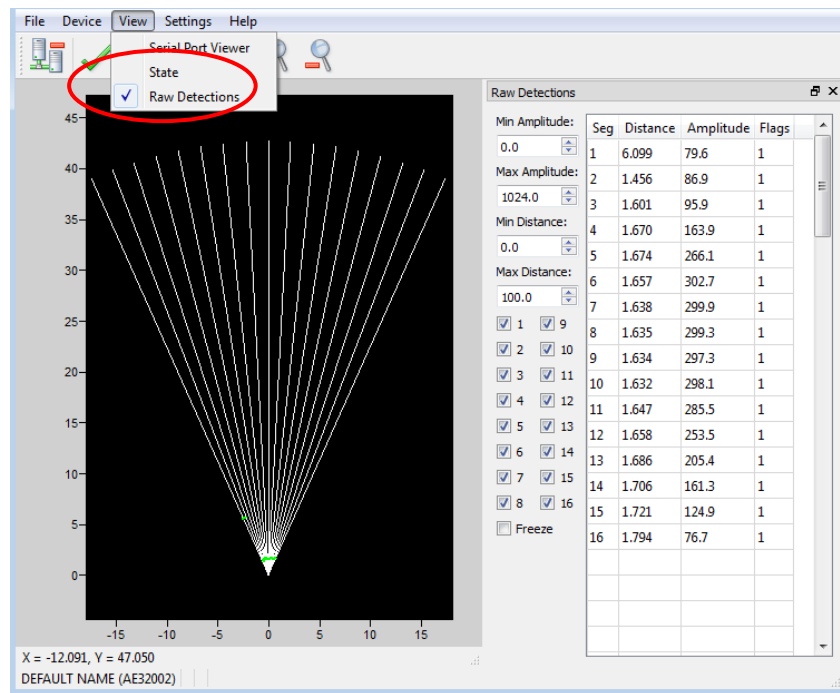 File Device View Settings Help
Serial Port Viewer
State
Raw Detections
Raw Detections
Min Amplitude:
0.0
Max Amplitude:
1024.0
Min Distance:
0.0
Max Distance:
100.0
1 9
2 10
3 11
4 12
5 13
6 14
7 15
8 16
Freeze
Seg Distance Amplitude Flags
1 6.099 79.6 1
2 1.456 86.9 1
3 1.601 95.9 1
4 1.670 163.9 1
5 1.674 266.1 1
6 1.657 302.7 1
7 1.638 299.9 1
8 1.635 299.3 1
9 1.634 297.3 1
10 1.632 298.1 1
11 1.647 285.5 1
12 1.658 253.5 1
13 1.686 205.4 1
14 1.706 161.3 1
15 1.721 124.9 1
16 1.794 76.7 1
45
40
35
30
25
20
15
10
5
0
-15 -10 -5 0 5 10 15
X = -12.091, Y = 47.050
DEFAULT NAME (AE32002)